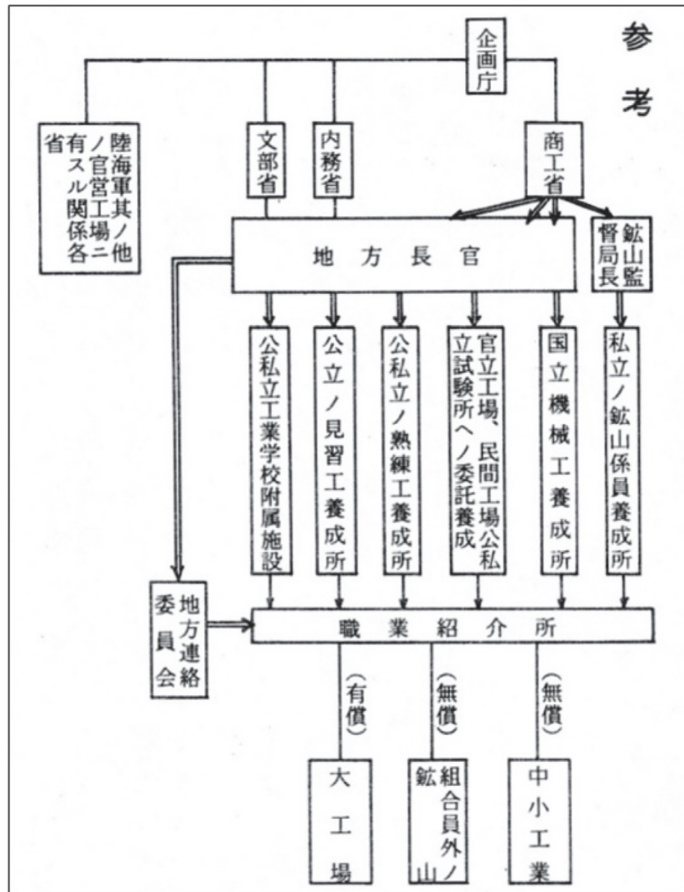 参考
企画庁
商工省
内務省
文部省
陸海軍其ノ他
ノ官営工場ニ
有スル関係各
省
鉱山監
督局長
地方長官
私立ノ鉱山係員養成所
国立機械工養成所
官立工場、民間工場公私
立試験所ヘノ委託養成
公私立ノ熟練工養成所
公立ノ見習工養成所
公私立工業学校附属施設
地方連絡
委員会
職業紹介所
(無償)
(無償)
(有償)
中小工業
組合員外ノ
鉱山
大工場